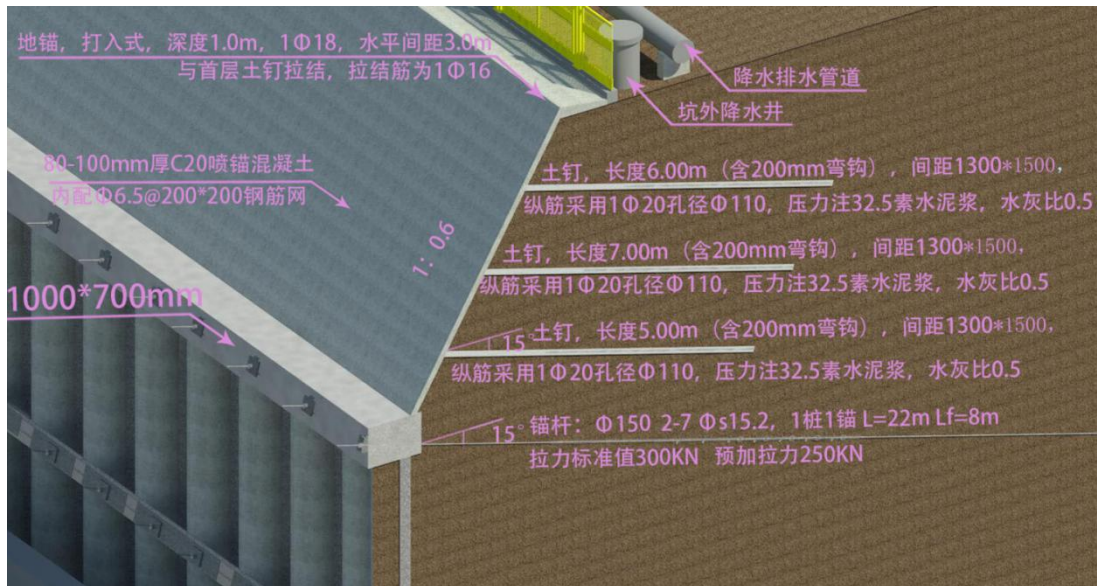 地锚，打入式，深度1.0m，1Φ18，水平间距3.0m
与首层土钉拉结，拉结筋为1Φ16
降水排水管道
坑外降水井
80-100mm厚C20喷锚混凝土
内配Φ6.5@200*200钢筋网
土钉，长度6.00m（含200mm弯钩），间距1300*1500，
纵筋采用1Φ20孔径Φ110，压力注32.5素水泥浆，水灰比0.5
1：0.6
土钉，长度7.00m（含200mm弯钩），间距1300*1500，
纵筋采用1Φ20孔径Φ110，压力注32.5素水泥浆，水灰比0.5
1000*700mm
15°
土钉，长度5.00m（含200mm弯钩），间距1300*1500，
纵筋采用1Φ20孔径Φ110，压力注32.5素水泥浆，水灰比0.5
15°
锚杆：Φ150 2-7 Φs15.2，1桩1锚 L=22m Lf=8m
拉力标准值300KN 预加拉力250KN